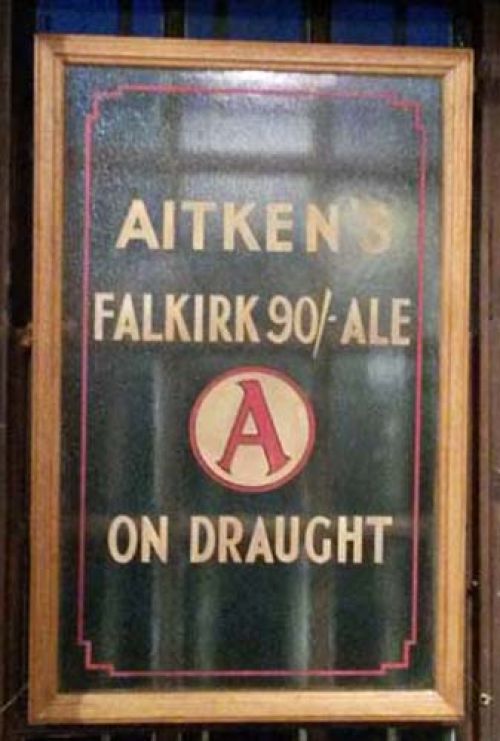 AITKEN'S
FALKIRK 90/- ALE
A
ON DRAUGHT